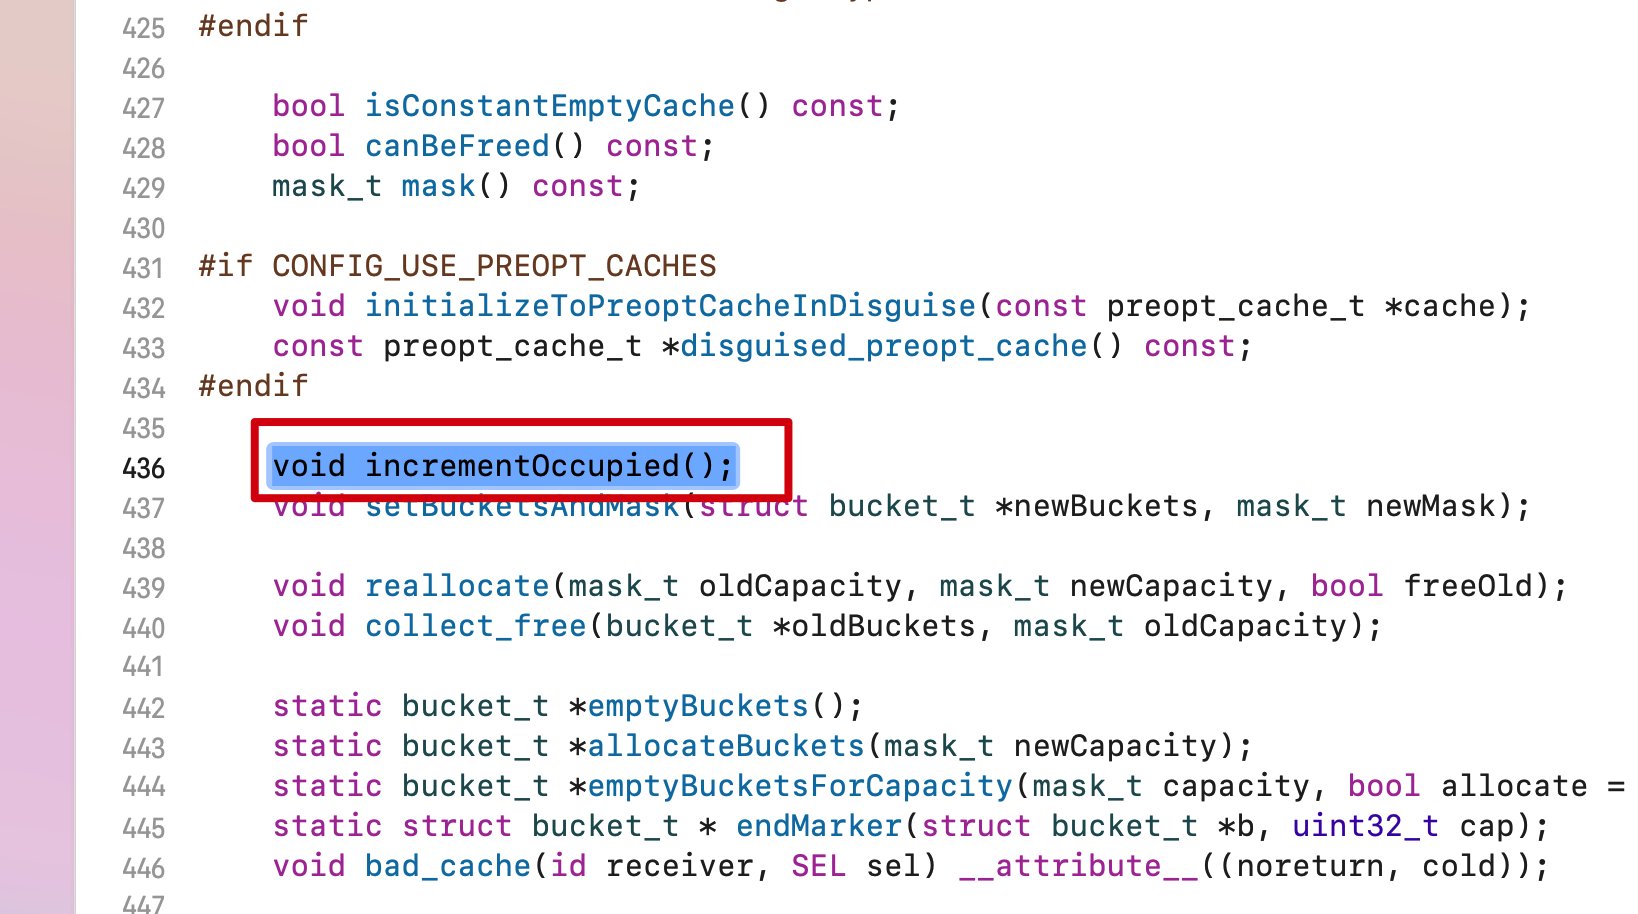 425 #endif
426
427 bool isConstantEmptyCache() const;
428 bool canBeFreed() const;
429 mask_t mask() const;
430
431 #if CONFIG_USE_PREOPT_CACHES
432 void initializeToPreoptCacheInDisguise(const preopt_cache_t *cache);
433 const preopt_cache_t *disguised_preopt_cache() const;
434 #endif
435
436 void incrementOccupied();
437 void setBucketsAndMask(struct bucket_t *newBuckets, mask_t newMask);
438
439 void reallocate(mask_t oldCapacity, mask_t newCapacity, bool freeOld);
440 void collect_free(bucket_t *oldBuckets, mask_t oldCapacity);
441
442 static bucket_t *emptyBuckets();
443 static bucket_t *allocateBuckets(mask_t newCapacity);
444 static bucket_t *emptyBucketsForCapacity(mask_t capacity, bool allocate =
445 static struct bucket_t * endMarker(struct bucket_t *b, uint32_t cap);
446 void bad_cache(id receiver, SEL sel) __attribute__((noreturn, cold));
447